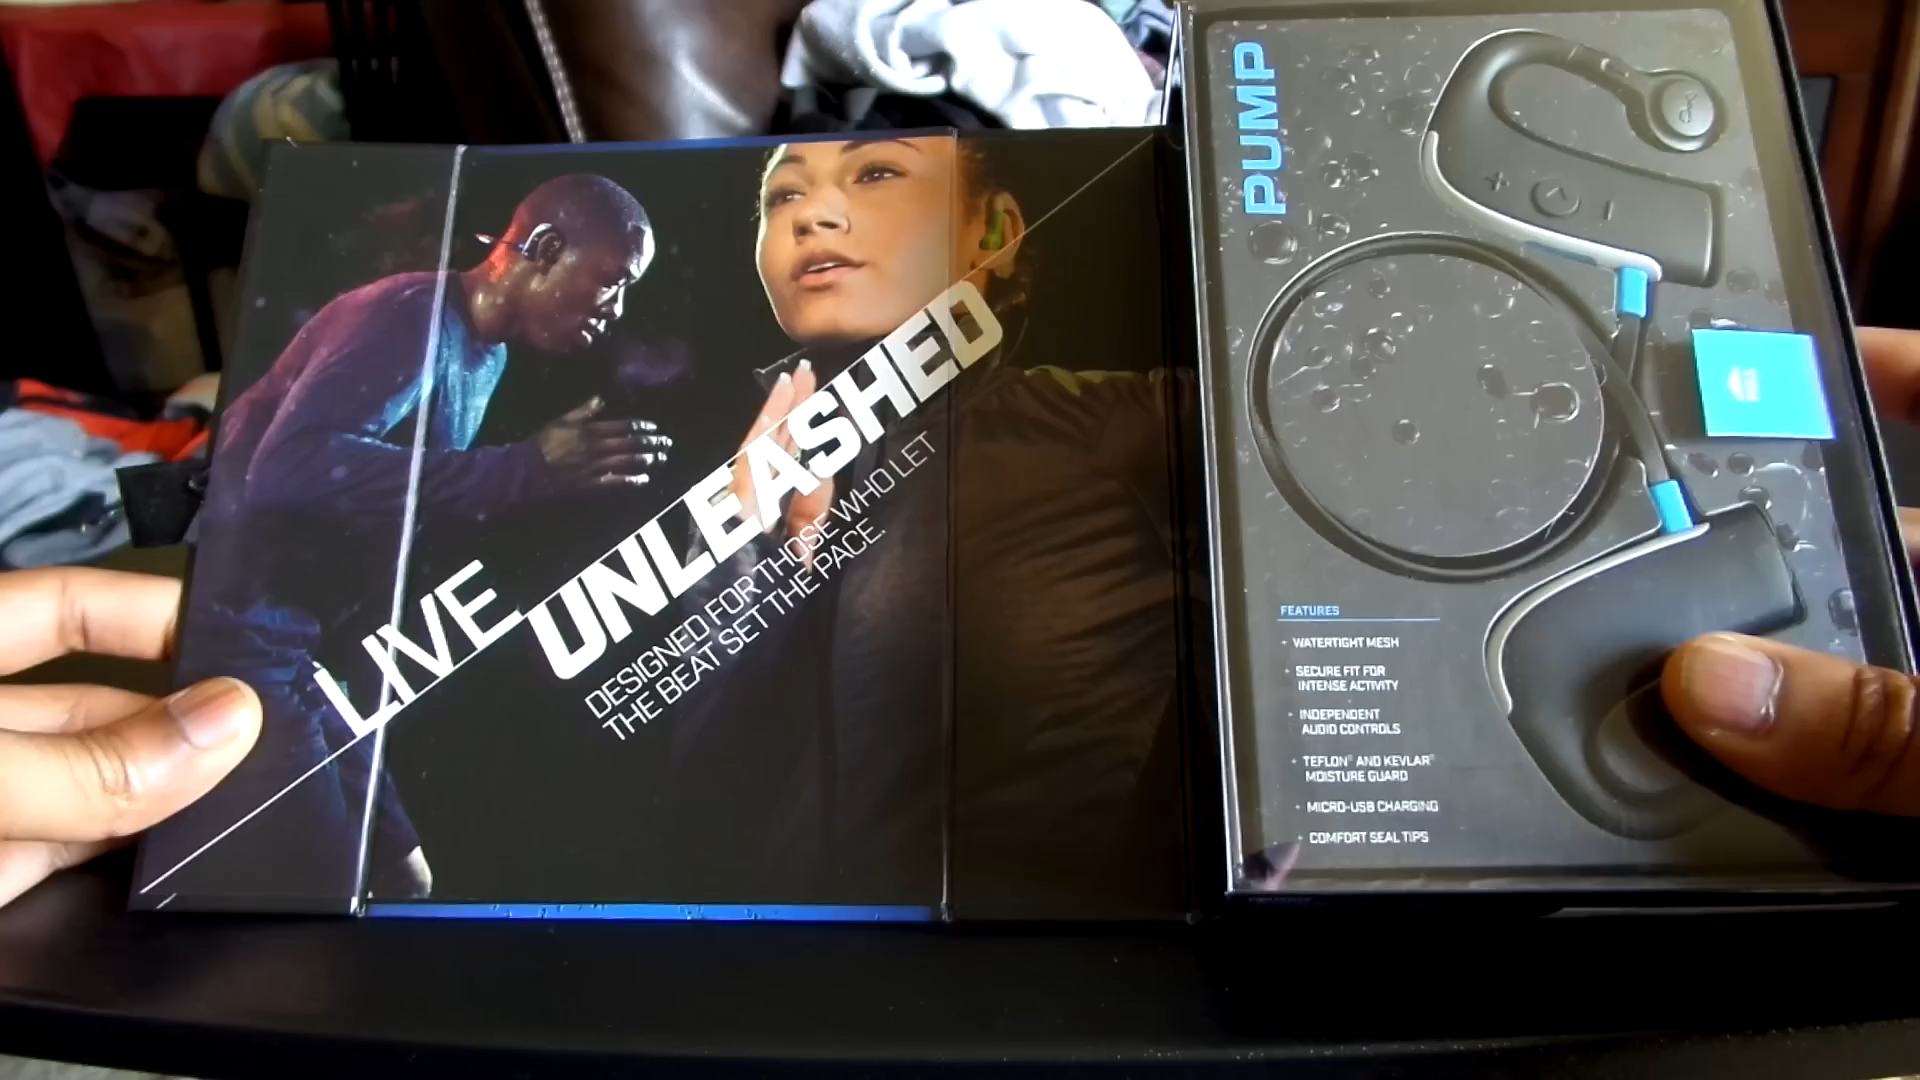 LIVE
UNLEASHED
DESIGNED FOR THOSE WHO LET
THE BEAT SET THE PACE.
PUMP
+
-
FEATURES
+ WATERTIGHT MESH
+ SECURE FIT FOR
INTENSE ACTIVITY
+ INDEPENDENT
AUDIO CONTROLS
+ TEFLON® AND KEVLAR®
MOISTURE GUARD
+ MICRO-USB CHARGING
+ COMFORT SEAL TIPS